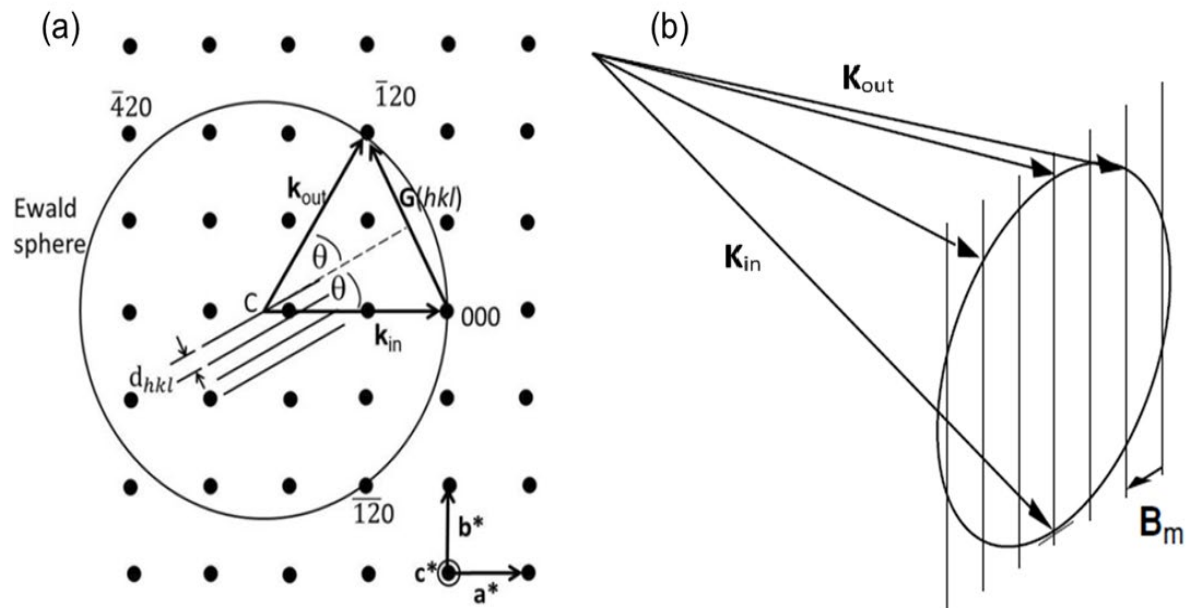 (a)
(b)
4̅20
1̅20
K_out
Ewald
sphere
k_out
G(hkl)
θ
θ
K_in
C
000
k_in
d_hkl
1̅2̅0
b*
B_m
c*
a*